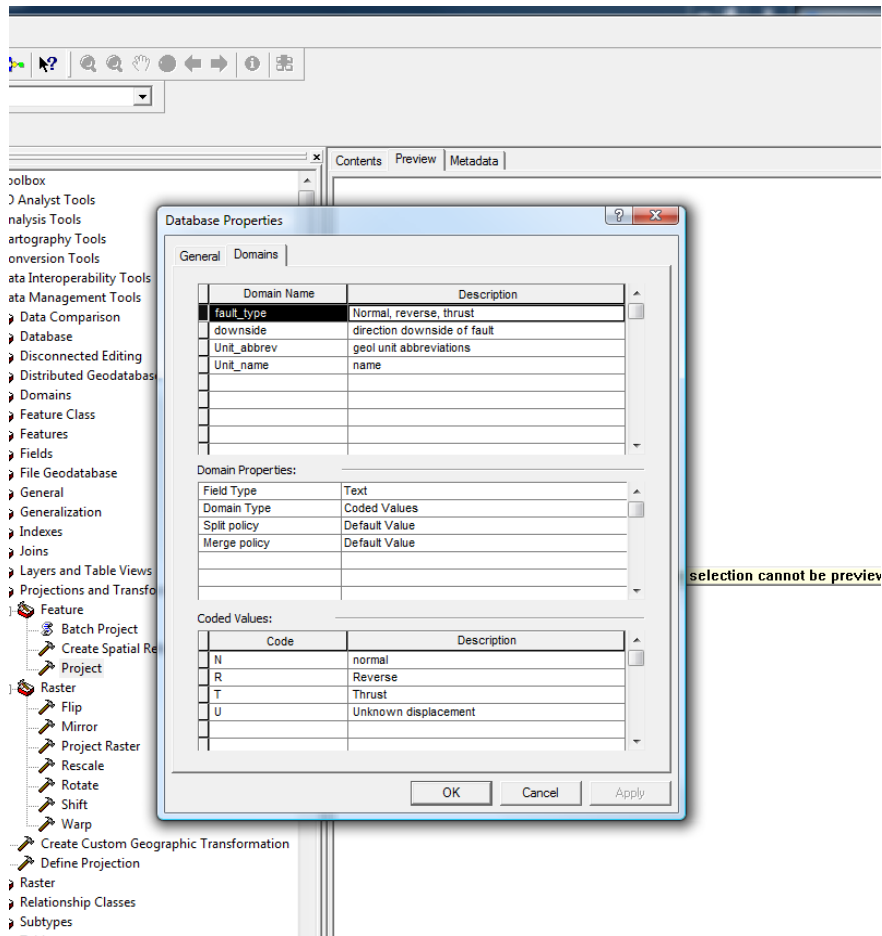 Contents Preview Metadata
oolbox
D Analyst Tools
nalysis Tools
artography Tools
onversion Tools
ata Interoperability Tools
ata Management Tools
Data Comparison
Database
Disconnected Editing
Distributed Geodatabas
Domains
Feature Class
Features
Fields
File Geodatabase
General
Generalization
Indexes
Joins
Layers and Table Views
Projections and Transfo
Feature
Batch Project
Create Spatial Re
Project
Raster
Flip
Mirror
Project Raster
Rescale
Rotate
Shift
Warp
Create Custom Geographic Transformation
Define Projection
Raster
Relationship Classes
Subtypes
Database Properties
General Domains
Domain Name Description
fault_type Normal, reverse, thrust
downside direction downside of fault
Unit_abbrev geol unit abbreviations
Unit_name name
Domain Properties:
Field Type Text
Domain Type Coded Values
Split policy Default Value
Merge policy Default Value
Coded Values:
Code Description
N normal
R Reverse
T Thrust
U Unknown displacement
OK Cancel Apply
selection cannot be preview